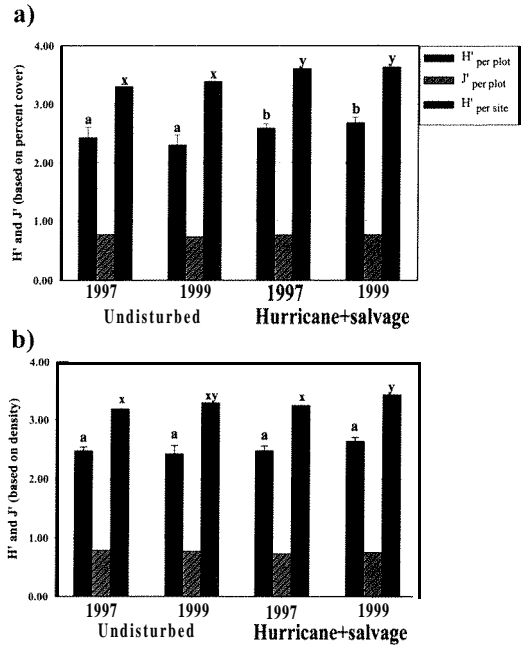 a)
4.00
3.00
2.00
1.00
0.00
H' and J' (based on percent cover)
a x a x b y b y
H' per plot
J' per plot
H' per site
1997 1999 1997 1999
Undisturbed Hurricane+salvage
b)
4.00
3.00
2.00
1.00
0.00
H' and J' (based on density)
a x a xy a x a y
1997 1999 1997 1999
Undisturbed Hurricane+salvage